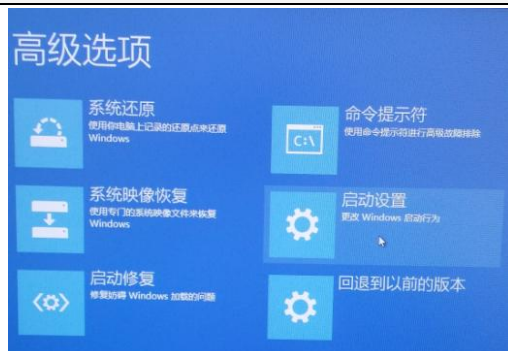 高级选项
系统还原
使用你电脑上记录的还原点来还原
Windows
命令提示符
使用命令提示符进行高级故障排除
C:\
系统映像恢复
使用专门的系统映像文件来恢复
Windows
启动设置
更改 Windows 启动行为
启动修复
修复妨碍 Windows 加载的问题
回退到以前的版本